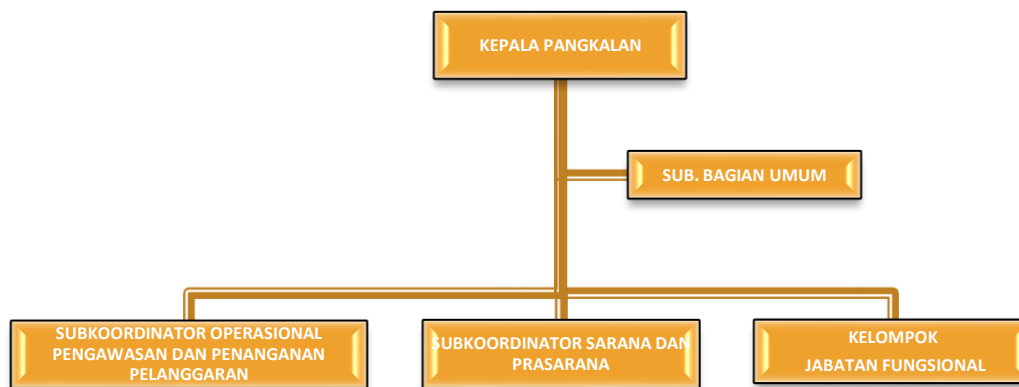 KEPALA PANGKALAN
SUB. BAGIAN UMUM
SUBKOORDINATOR OPERASIONAL
PENGAWASAN DAN PENANGANAN
PELANGGARAN
SUBKOORDINATOR SARANA DAN
PRASARANA
KELOMPOK
JABATAN FUNGSIONAL